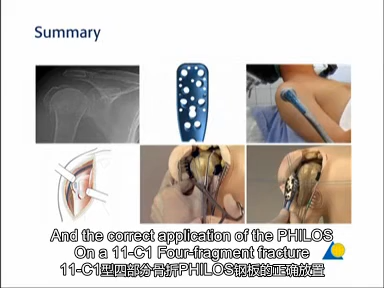 Summary
And the correct application of the PHILOS
On a 11-C1 Four-fragment fracture
11-C1型四部分骨折PHILOS钢板的正确放置